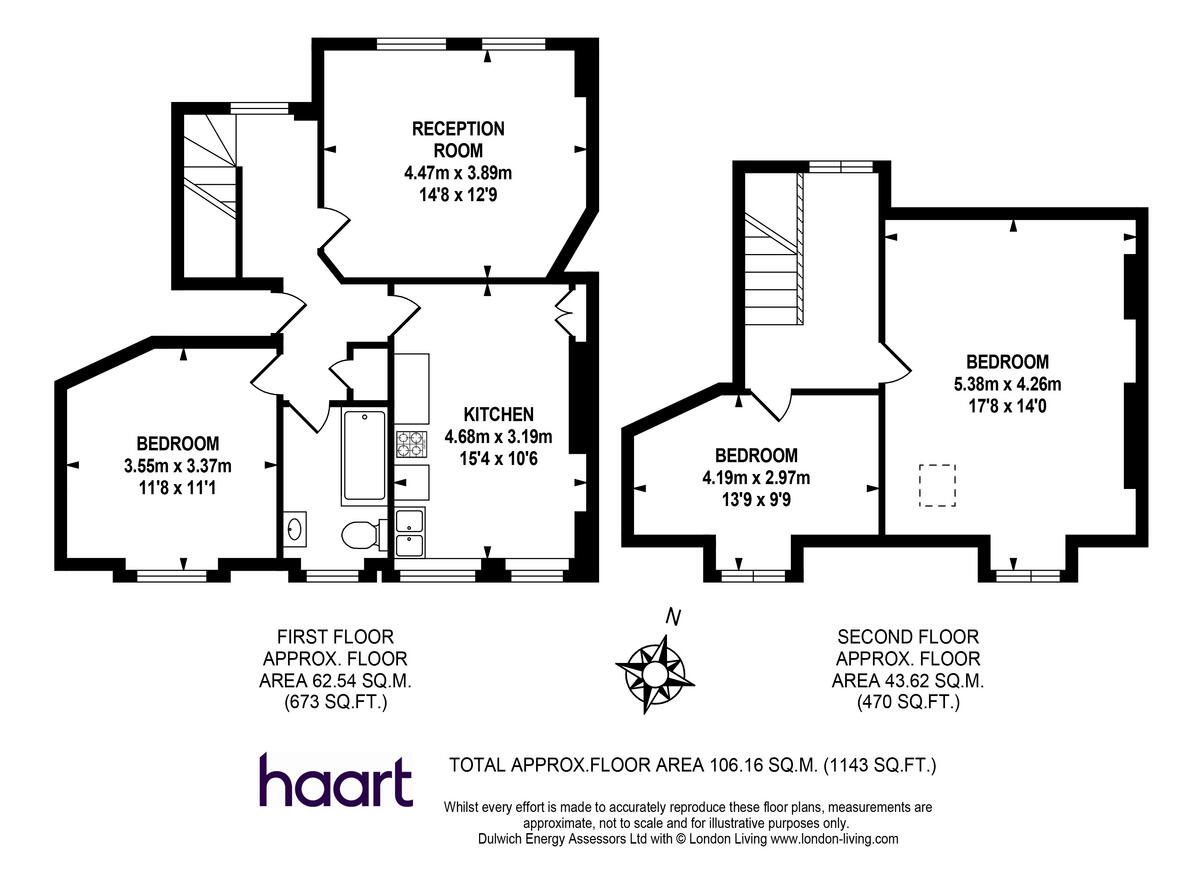 RECEPTION
ROOM
4.47m x 3.89m
14'8 x 12'9
KITCHEN
4.68m x 3.19m
15'4 x 10'6
BEDROOM
3.55m x 3.37m
11'8 x 11'1
BEDROOM
5.38m x 4.26m
17'8 x 14'0
BEDROOM
4.19m x 2.97m
13'9 x 9'9
FIRST FLOOR
APPROX. FLOOR
AREA 62.54 SQ.M.
(673 SQ.FT.)
N
SECOND FLOOR
APPROX. FLOOR
AREA 43.62 SQ.M.
(470 SQ.FT.)
haart
TOTAL APPROX.FLOOR AREA 106.16 SQ.M. (1143 SQ.FT.)
Whilst every effort is made to accurately reproduce these floor plans, measurements are
approximate, not to scale and for illustrative purposes only.
Dulwich Energy Assessors Ltd with © London Living www.london-living.com